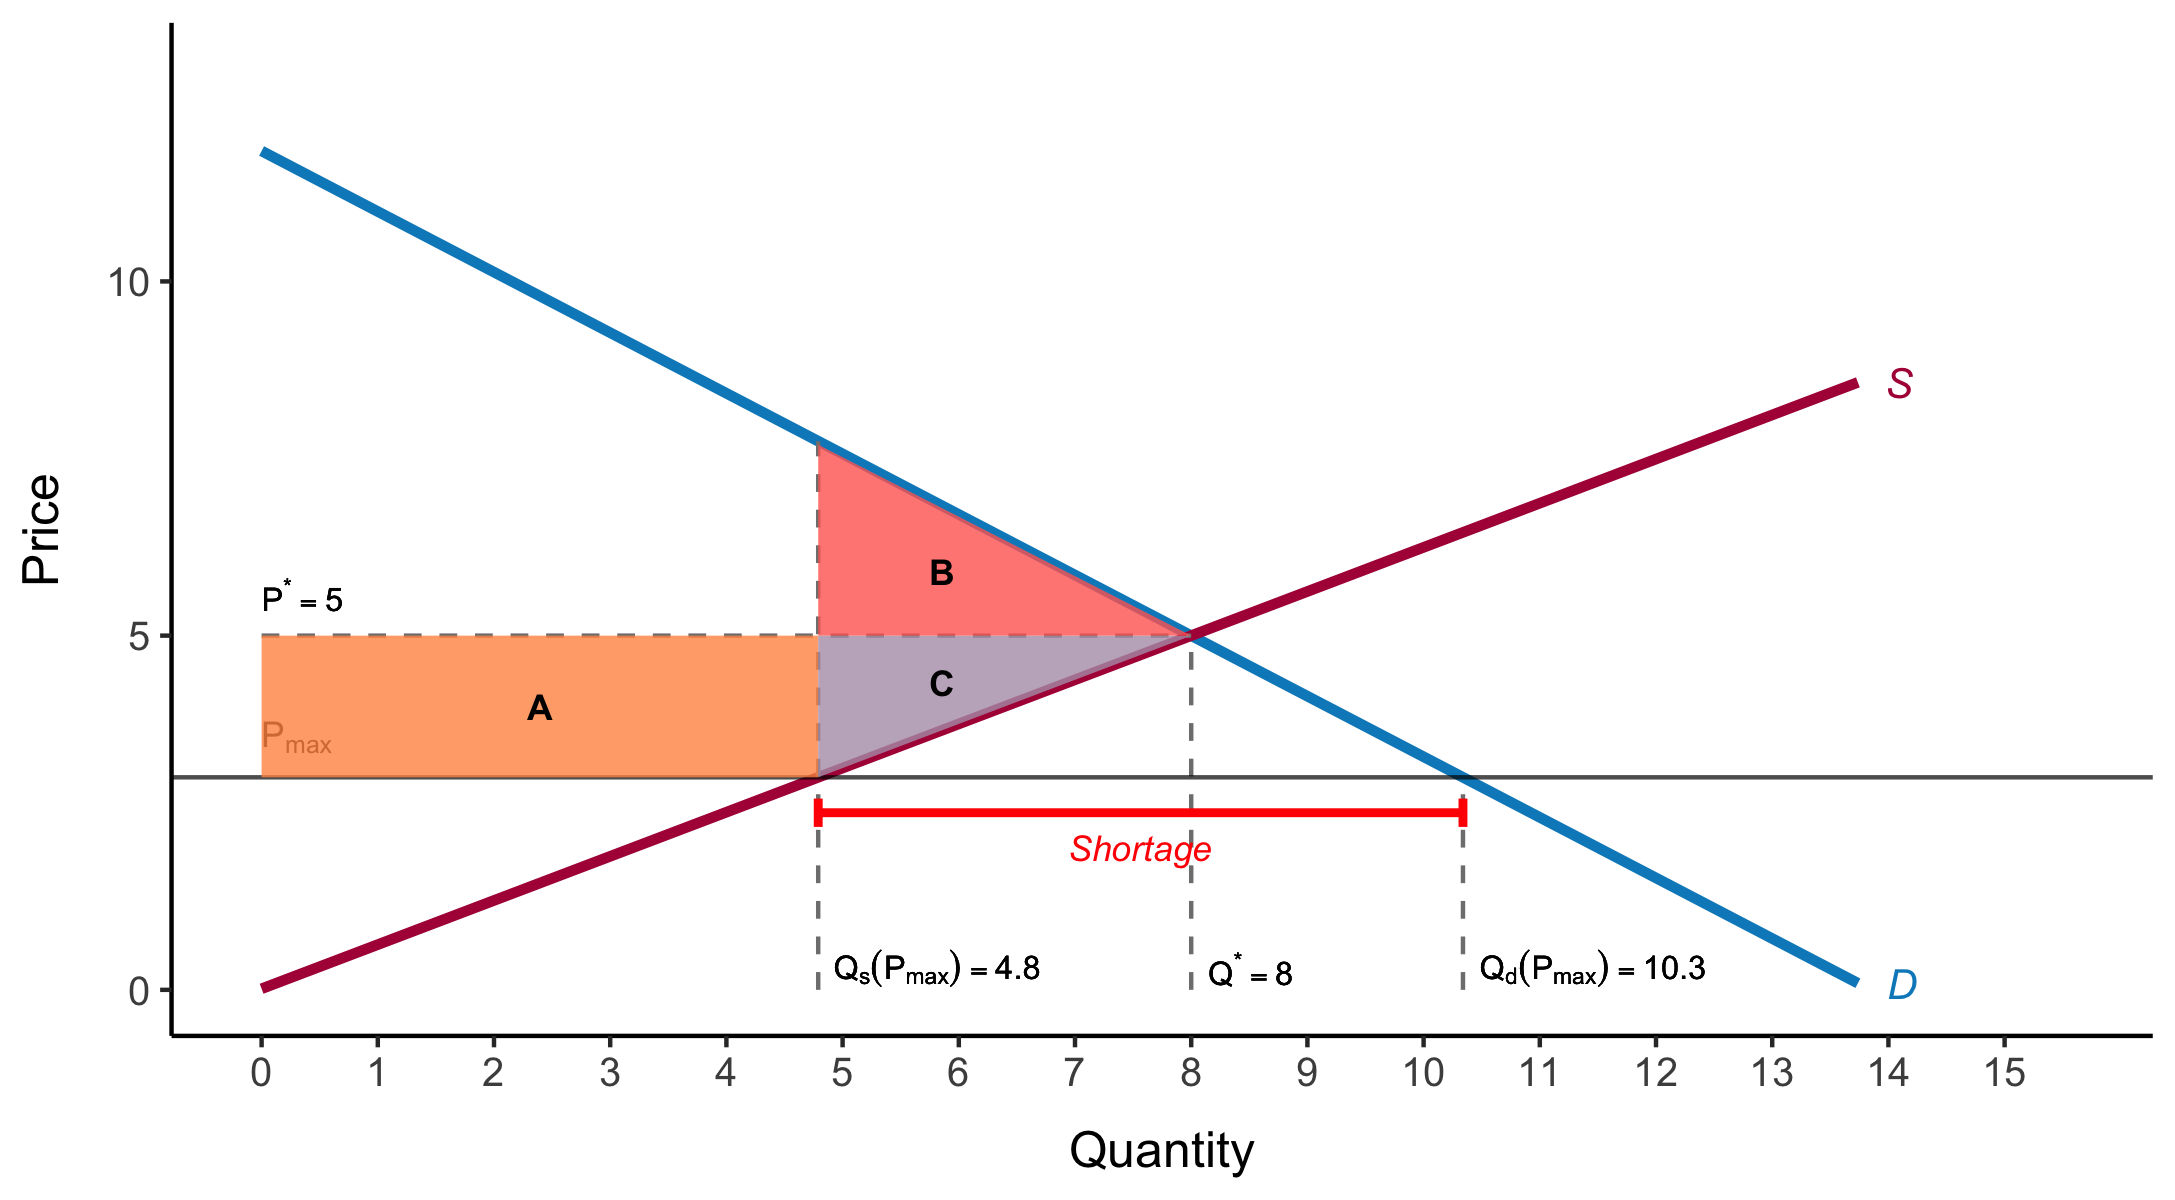 10
S
Price
B
P* = 5
5
C
A
Pmax
Shortage
Qs(Pmax) = 4.8
Q* = 8
Qd(Pmax) = 10.3
D
0
0 1 2 3 4 5 6 7 8 9 10 11 12 13 14 15
Quantity